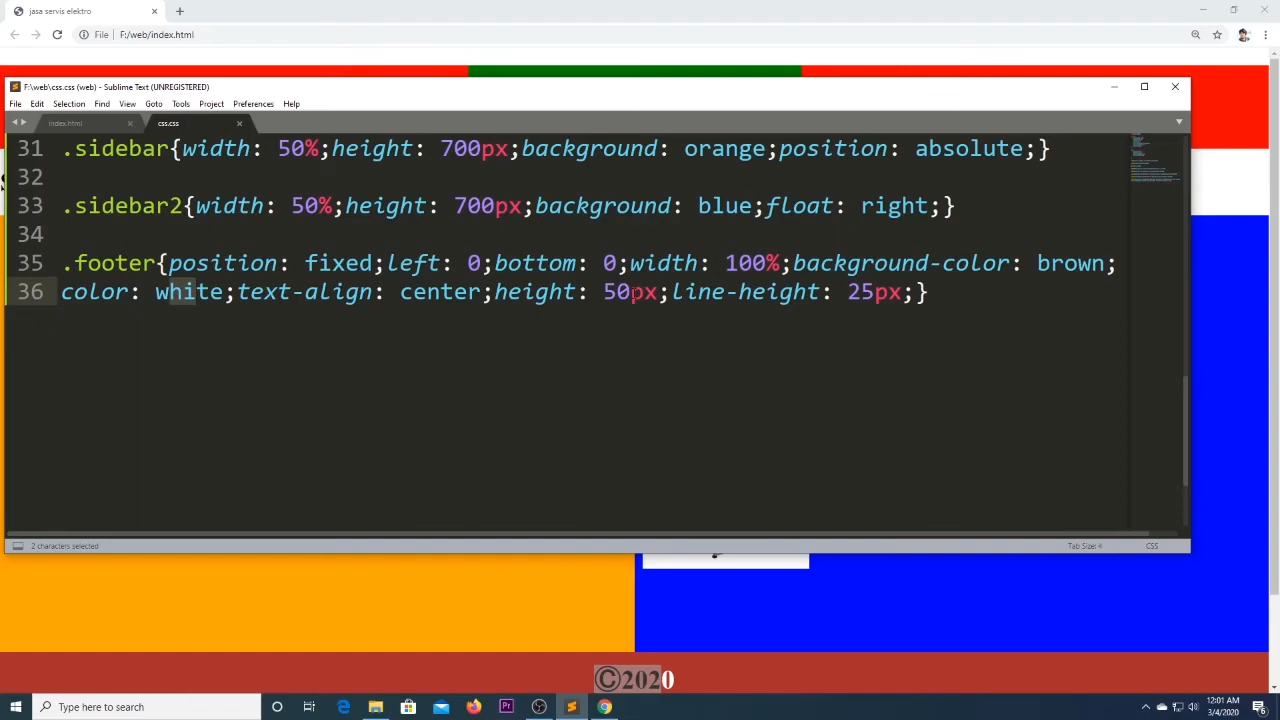 jasa servis elektro
File F:/web/index.html
F:\web\css.css (web) - Sublime Text (UNREGISTERED)
File Edit Selection Find View Goto Tools Project Preferences Help
index.html css.css
31 .sidebar{width: 50%;height: 700px;background: orange;position: absolute;}
32
33 .sidebar2{width: 50%;height: 700px;background: blue;float: right;}
34
35 .footer{position: fixed;left: 0;bottom: 0;width: 100%;background-color: brown;
36 color: white;text-align: center;height: 50px;line-height: 25px;}
2 characters selected Tab Size: 4 CSS
©2020
Type here to search
12:01 AM
3/4/2020
6